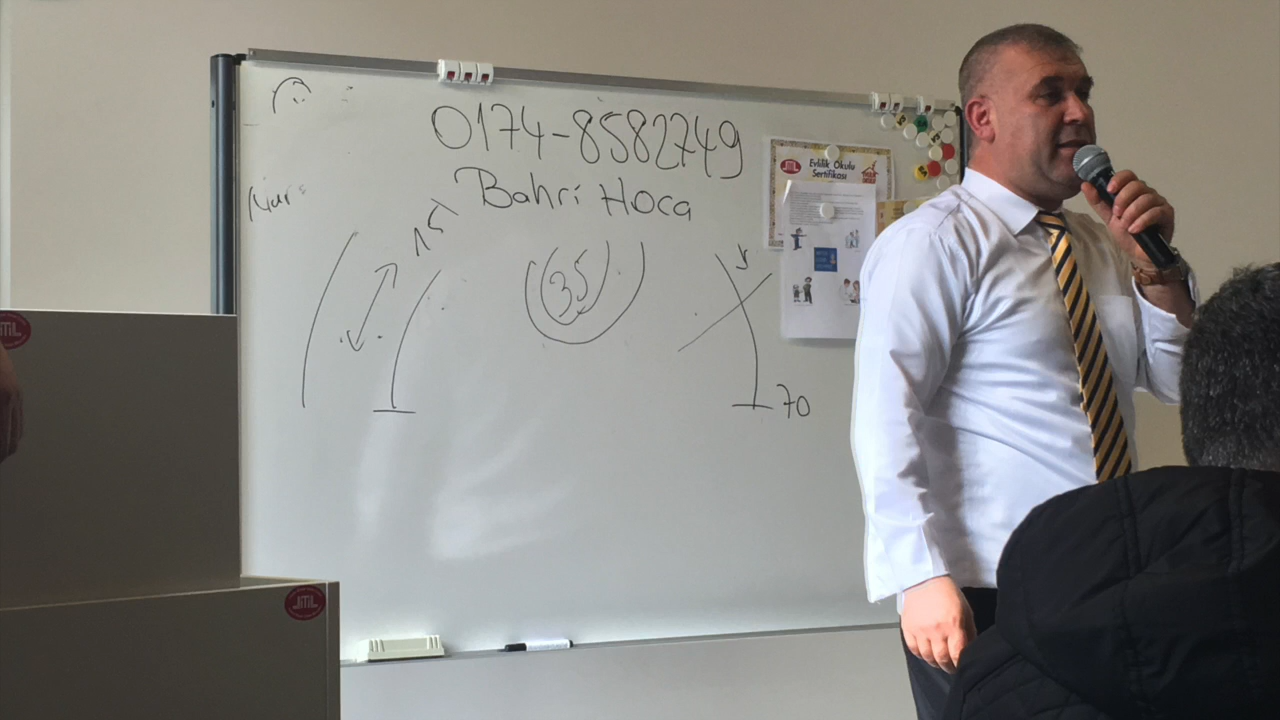 0174-8582749
Bahri Hoca
15
35
70
Evlilik Okulu
Sertifikası